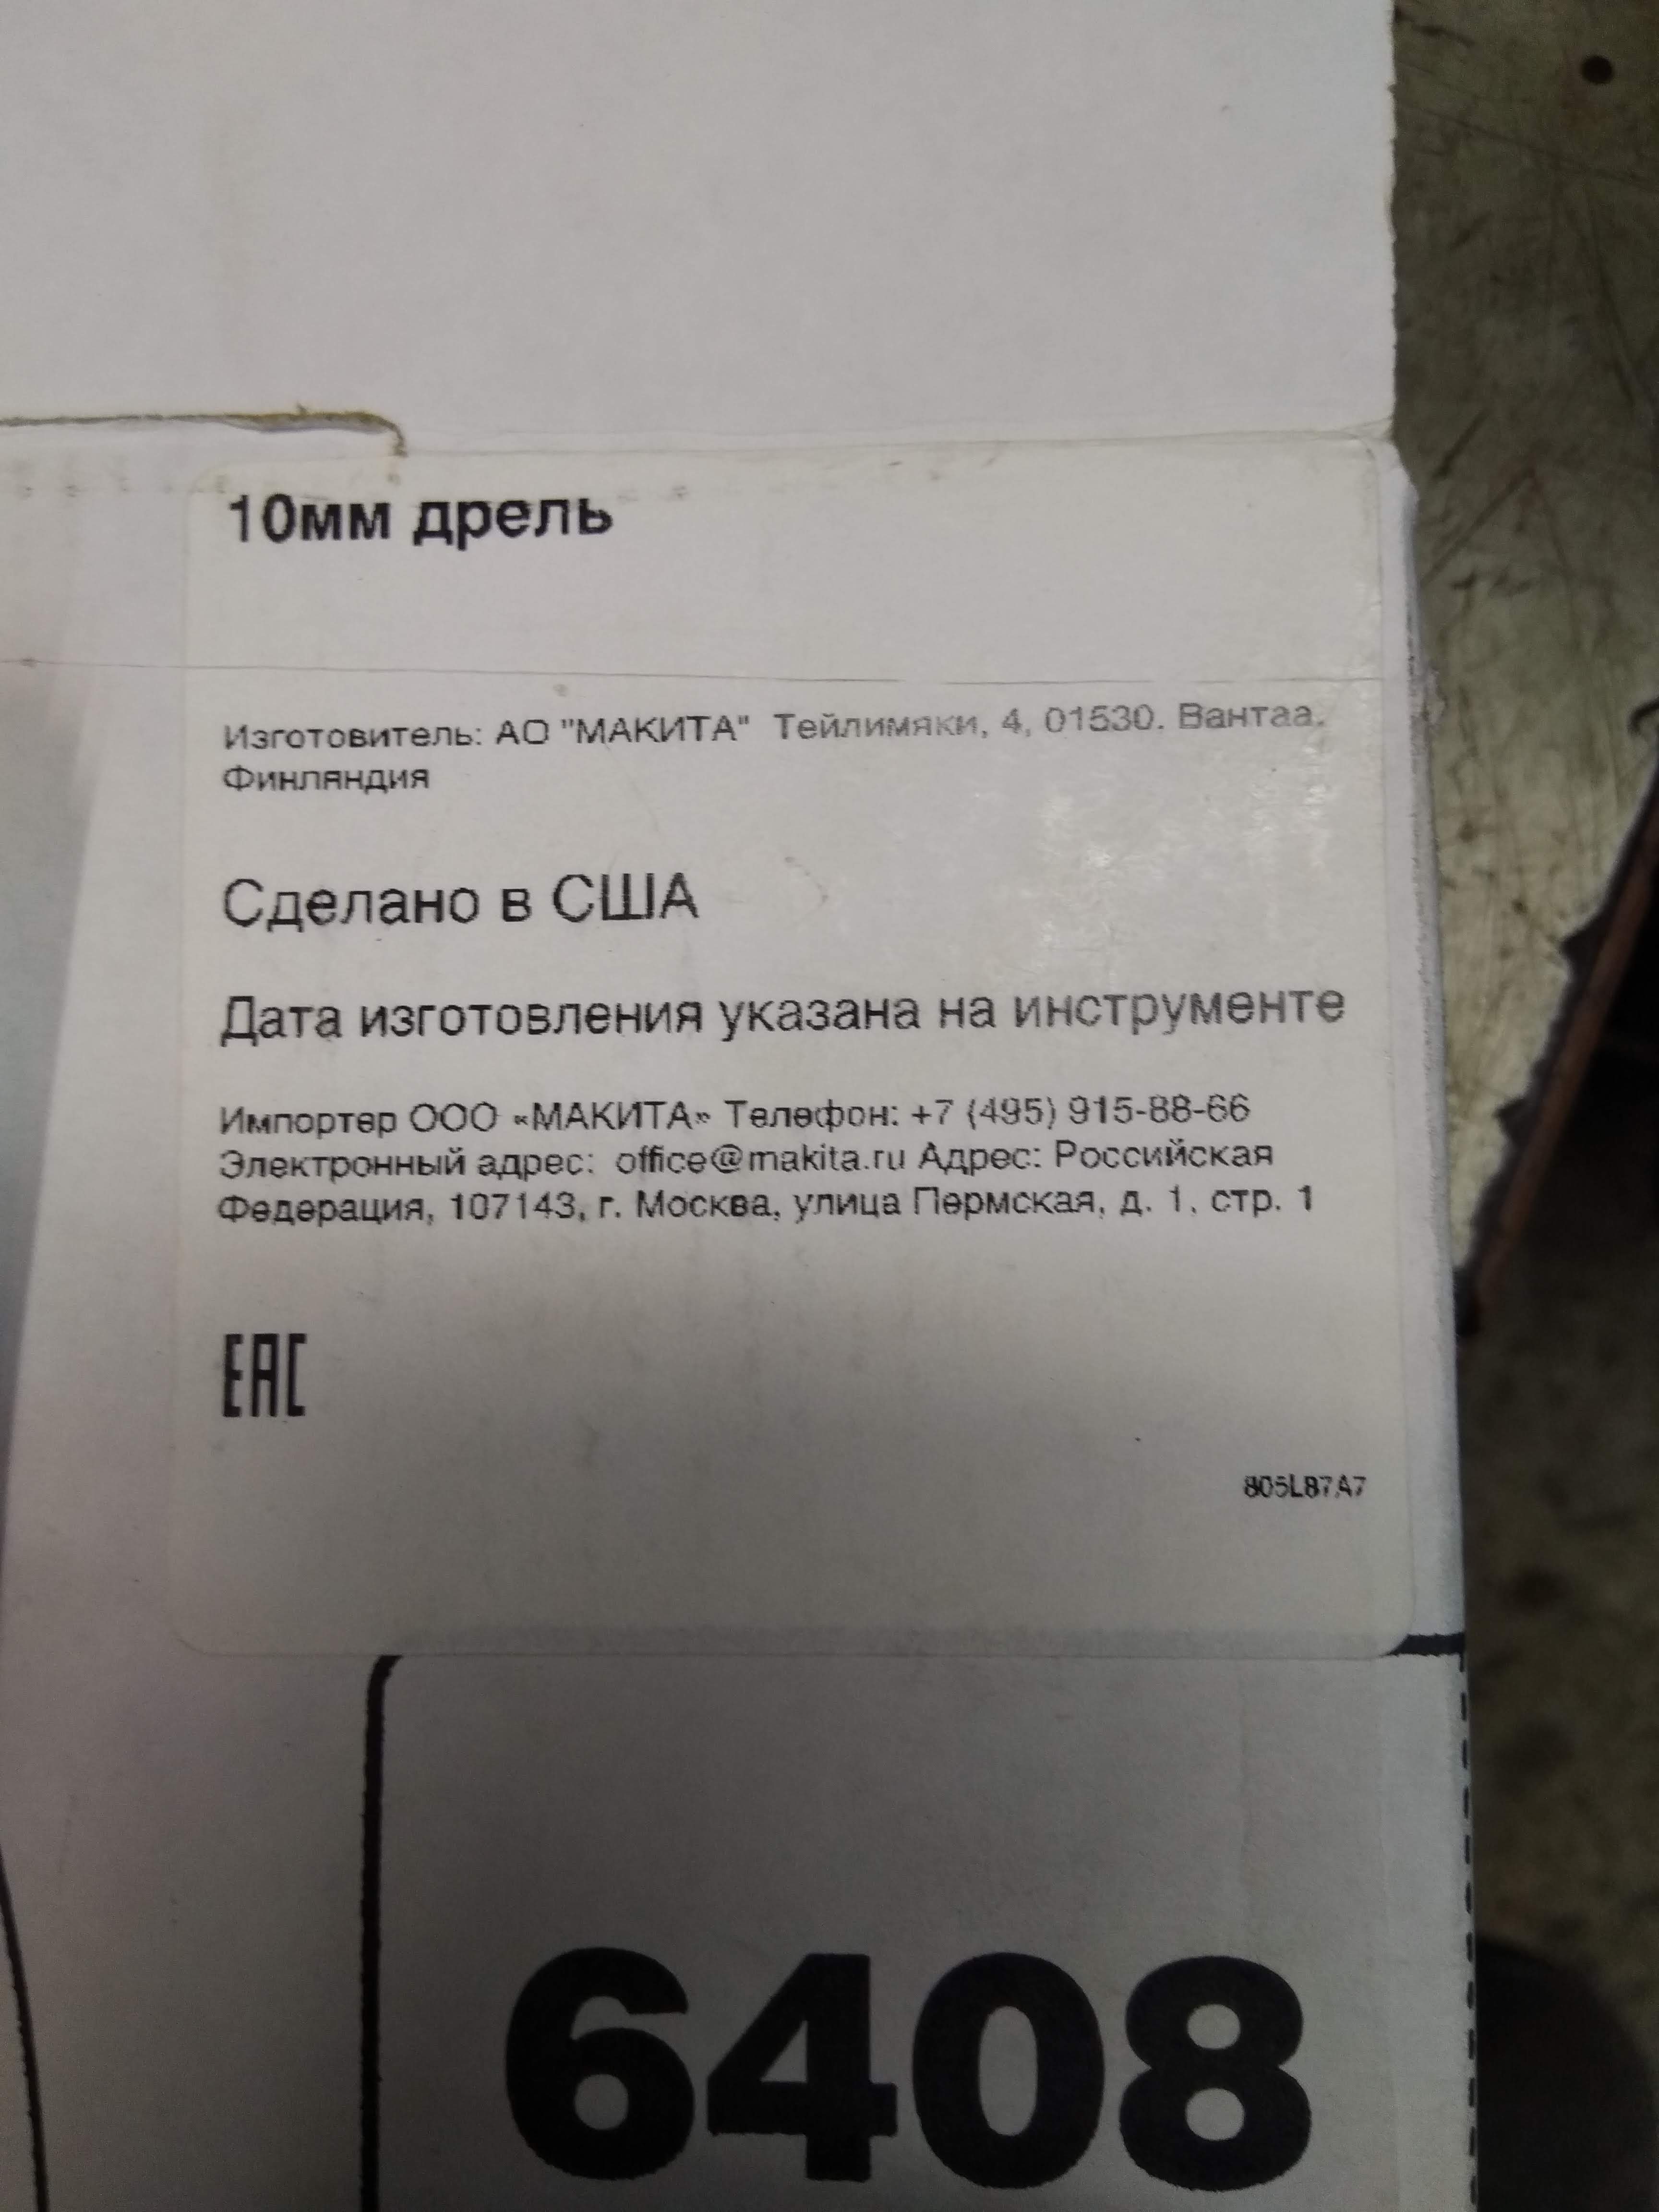 10мм дрель
Изготовитель: АО "МАКИТА" Тейлимяки, 4, 01530. Вантаа.
Финляндия
Сделано в США
Дата изготовления указана на инструменте
Импортер ООО «МАКИТА» Телефон: +7 (495) 915-88-66
Электронный адрес: office@makita.ru Адрес: Российская
Федерация, 107143, г. Москва, улица Пермская, д. 1, стр. 1
EAC
805L87A7
6408